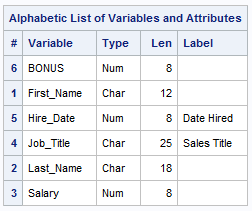 Alphabetic List of Variables and Attributes
# Variable Type Len Label
6 BONUS Num 8
1 First_Name Char 12
5 Hire_Date Num 8 Date Hired
4 Job_Title Char 25 Sales Title
2 Last_Name Char 18
3 Salary Num 8